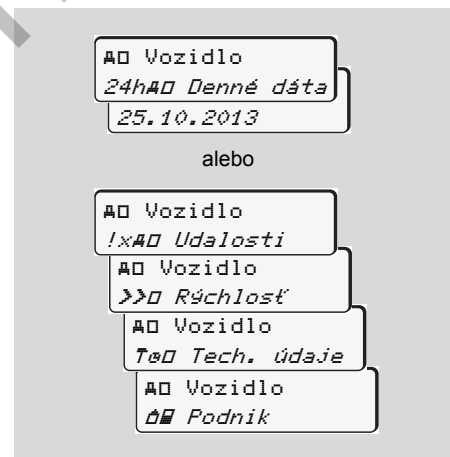 Vozidlo
24h Denné dáta
25.10.2013
alebo
Vozidlo
!x Udalosti
Vozidlo
>> Rýchlosť
Vozidlo
T Tech. údaje
Vozidlo
Podnik